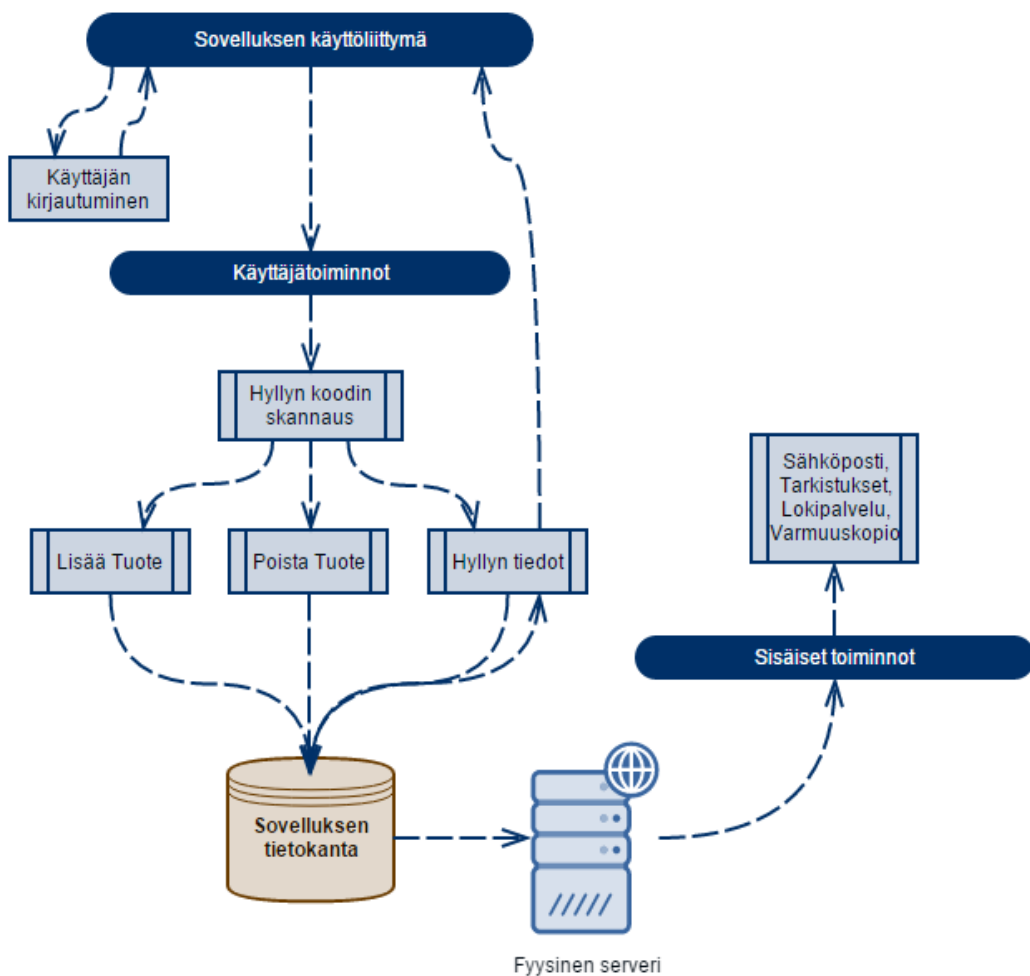 Sovelluksen käyttöliittymä
Käyttäjän
kirjautuminen
Käyttäjätoiminnot
Hyllyn koodin
skannaus
Sähköposti,
Tarkistukset,
Lokipalvelu,
Varmuuskopio
Lisää Tuote
Poista Tuote
Hyllyn tiedot
Sisäiset toiminnot
Sovelluksen
tietokanta
Fyysinen serveri